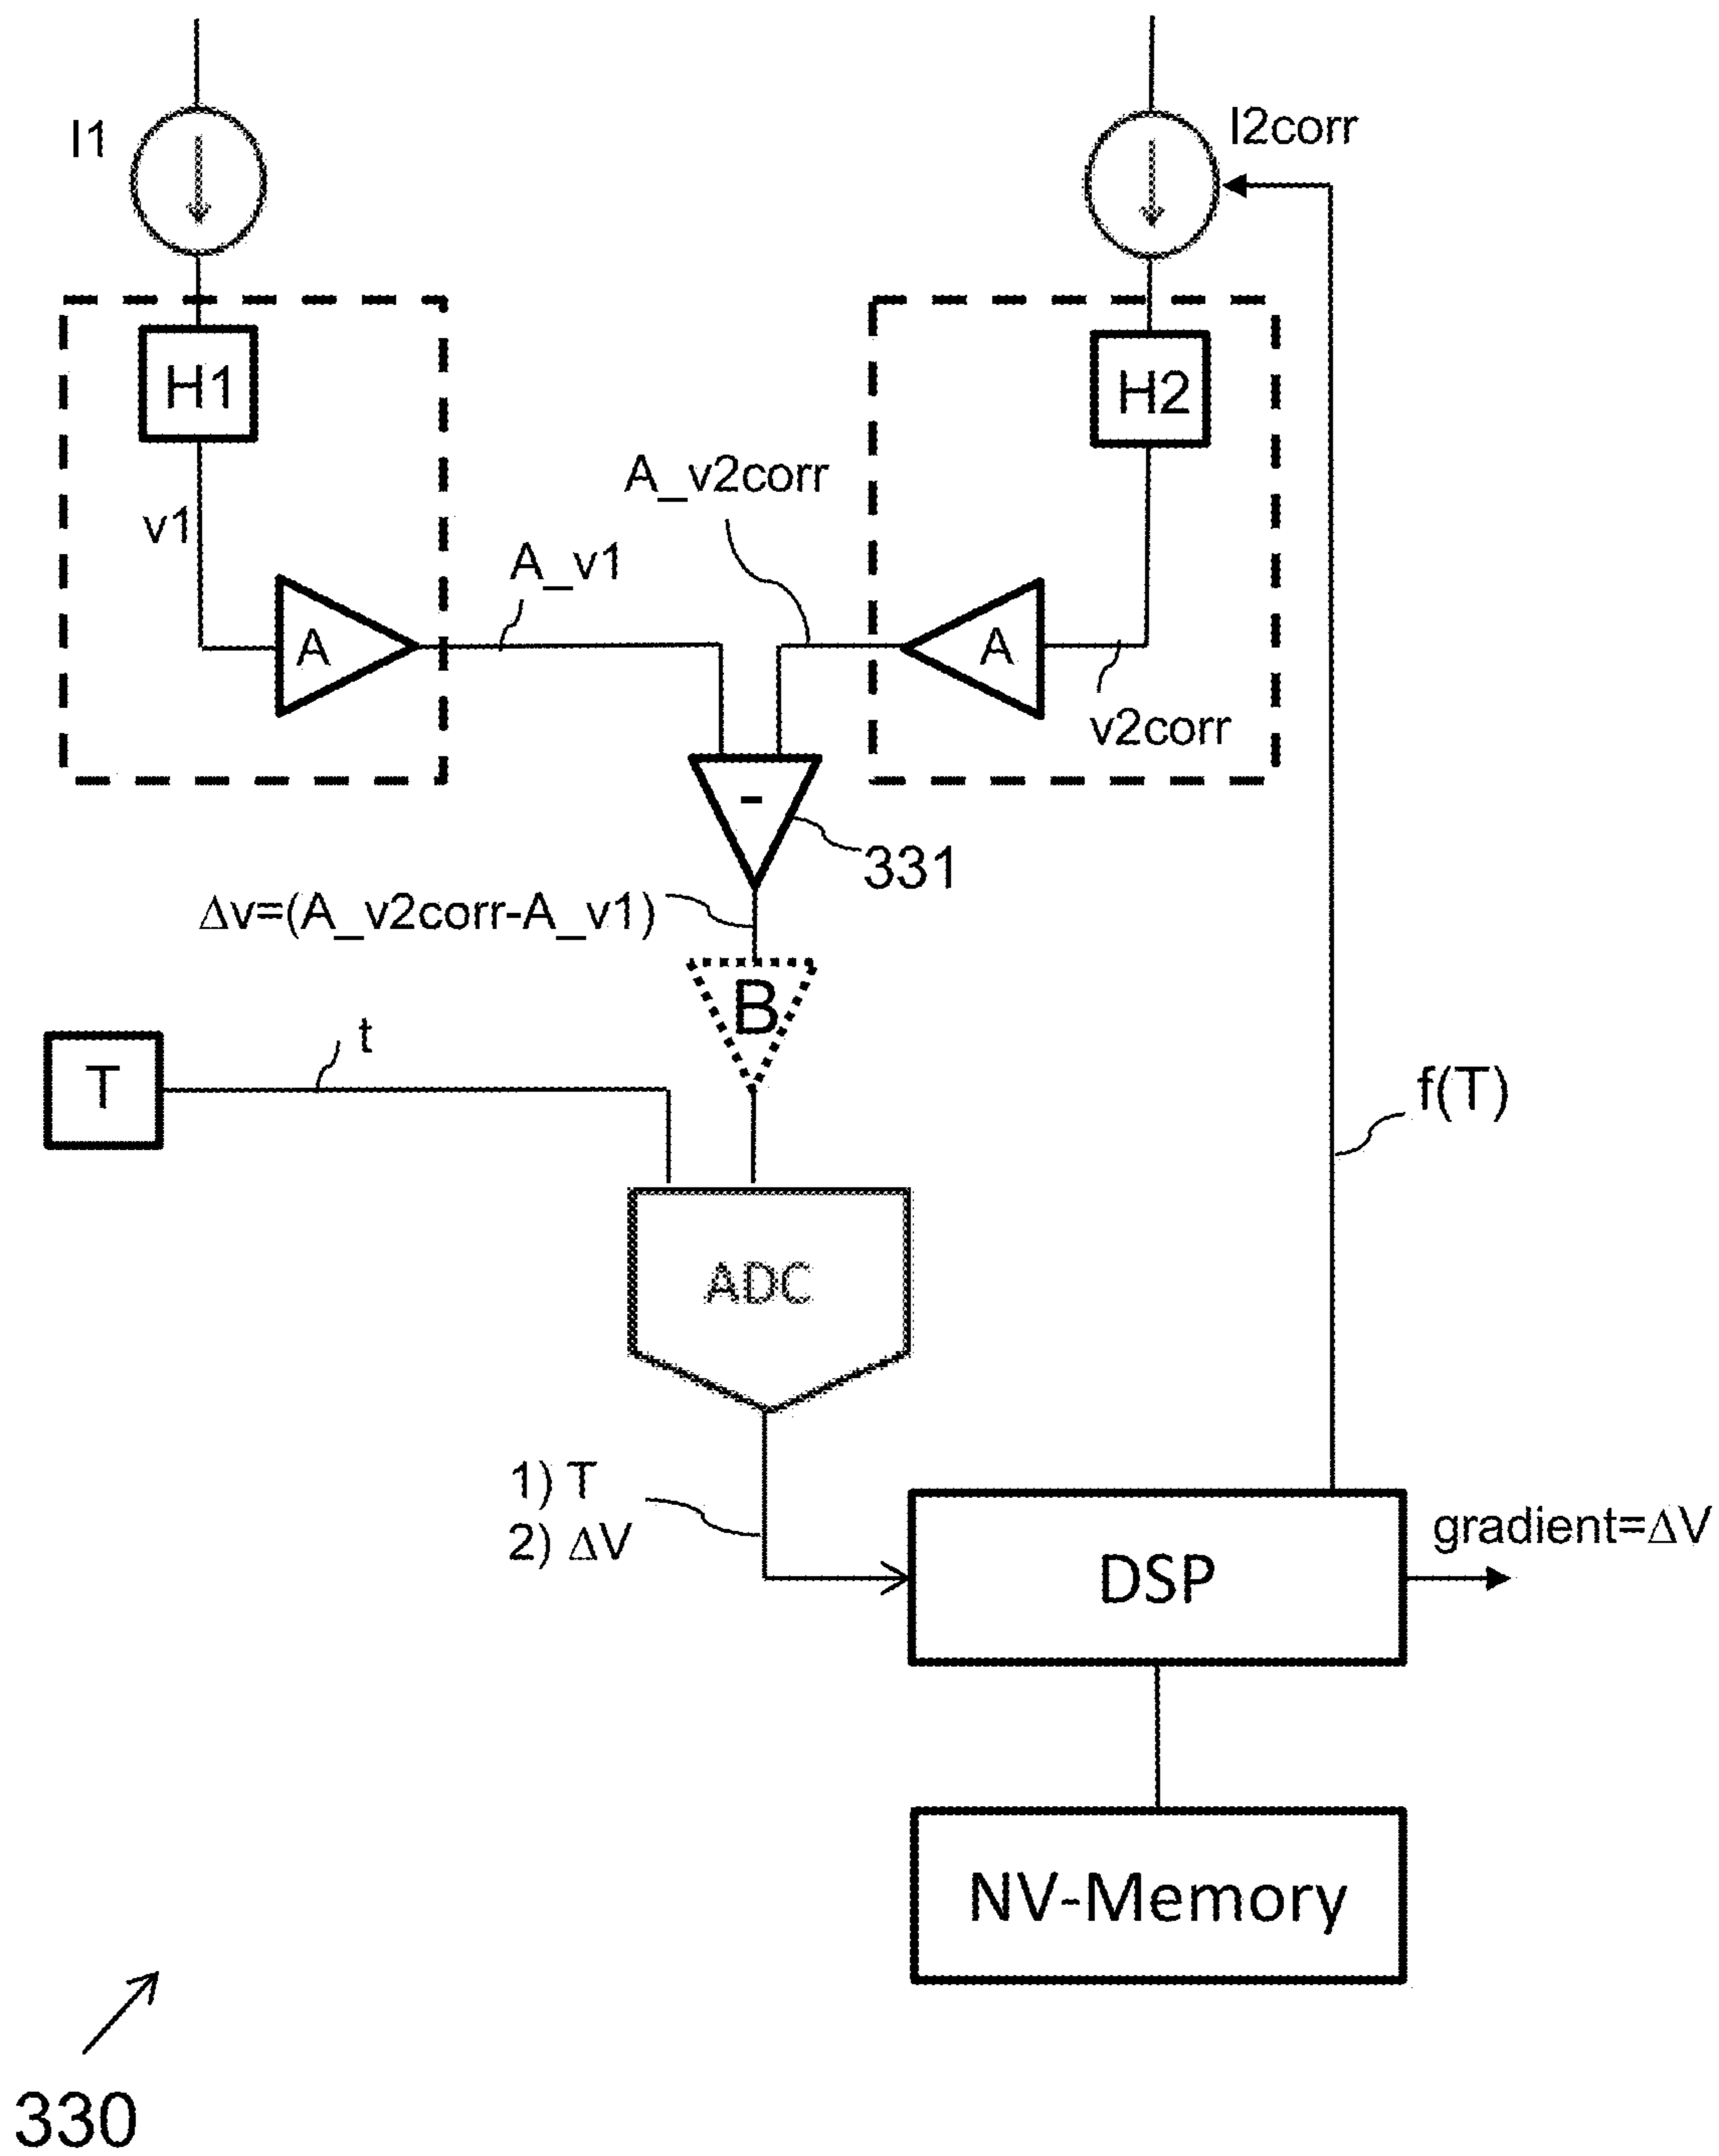 I1
I2corr
H1
H2
A_v2corr
v1
A_v1
A
A
v2corr
-
331
Δv=(A_v2corr-A_v1)
B
t
T
f(T)
ADC
1) T
2) ΔV
gradient=ΔV
DSP
NV-Memory
330